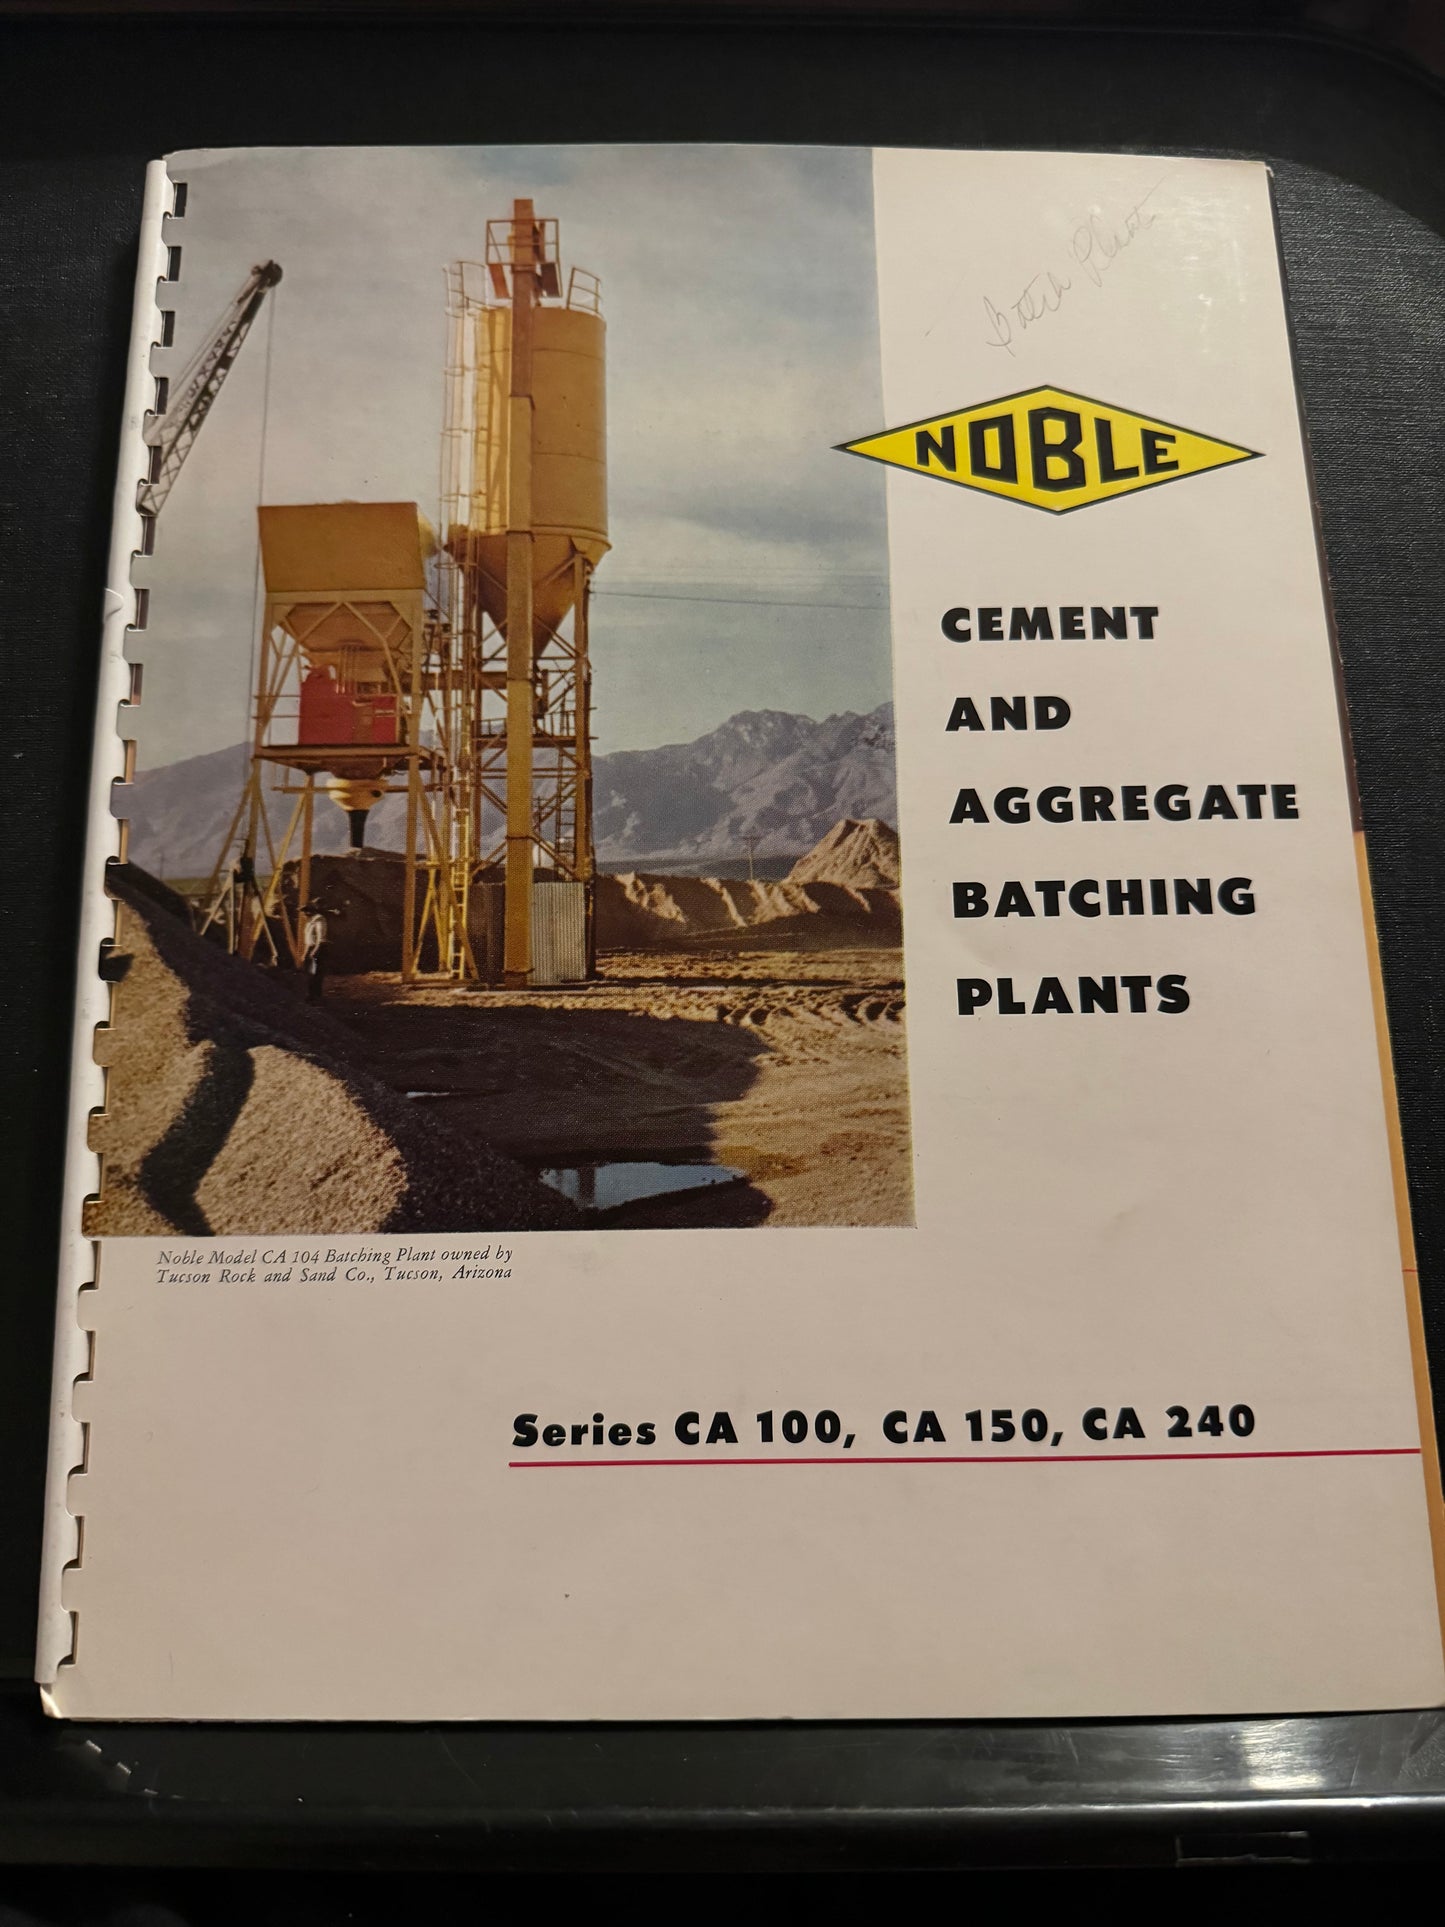 Batch Plants
NOBLE
CEMENT
AND
AGGREGATE
BATCHING
PLANTS
Noble Model CA 104 Batching Plant owned by
Tucson Rock and Sand Co., Tucson, Arizona
Series CA 100, CA 150, CA 240